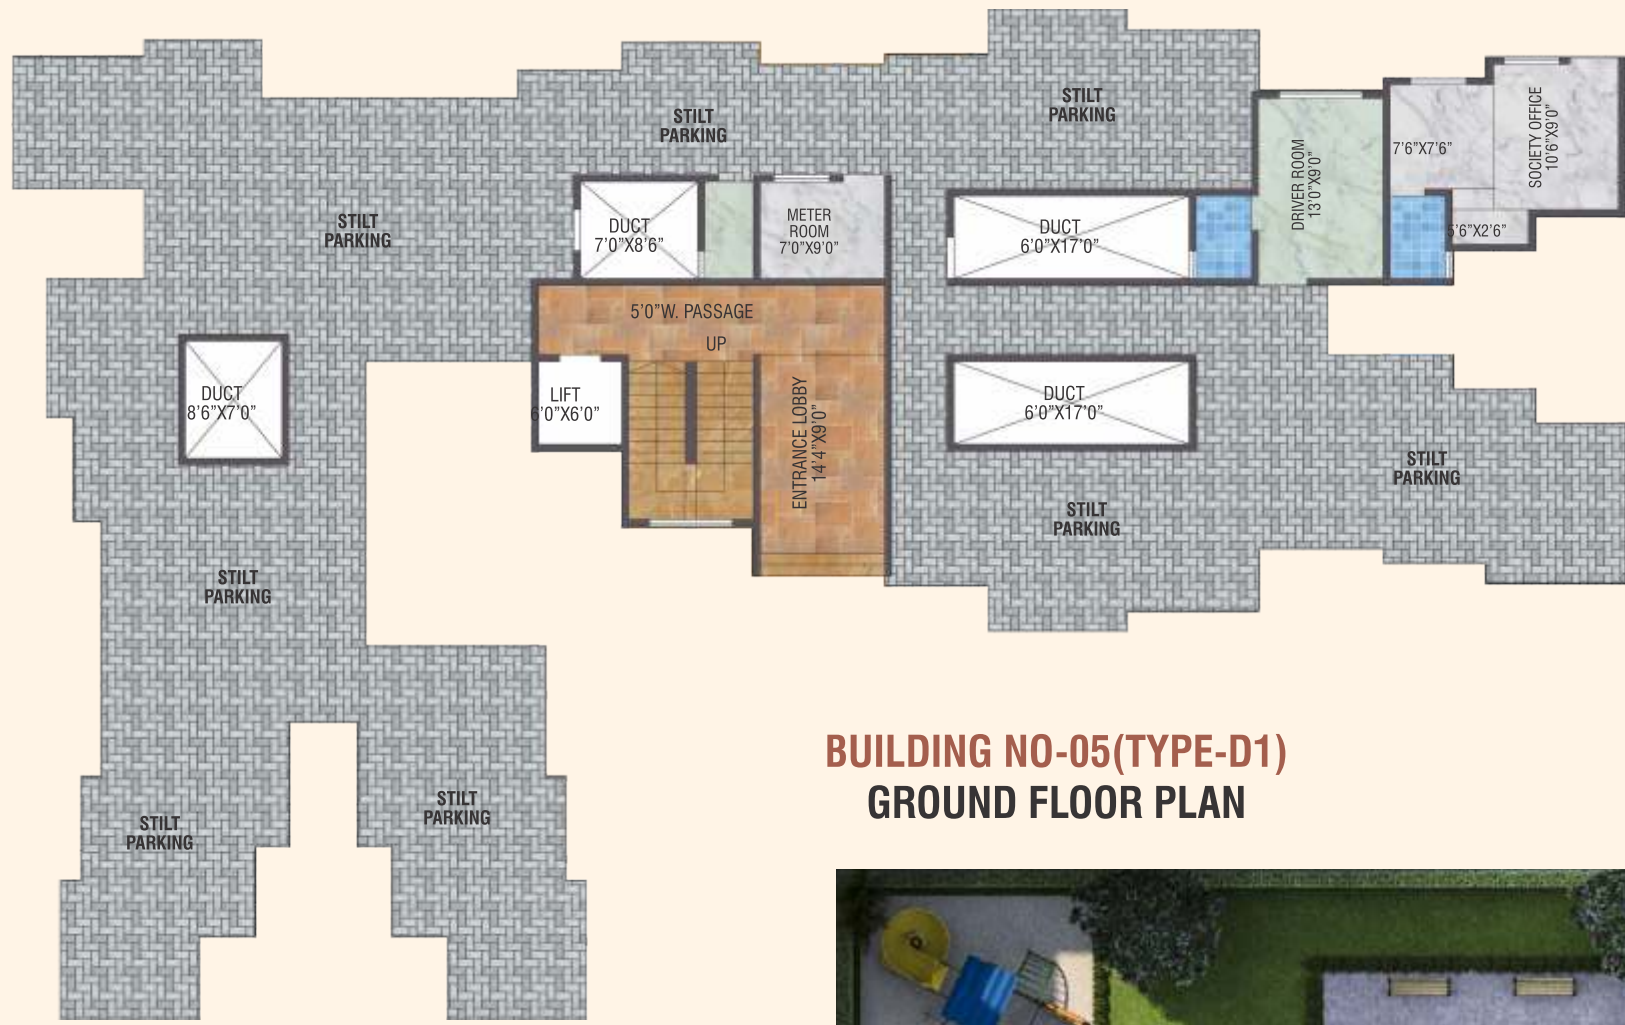 STILT
PARKING
STILT
PARKING
STILT
PARKING
DUCT
7'0"X8'6"
METER
ROOM
7'0"X9'0"
DUCT
6'0"X17'0"
DRIVER ROOM
13'0"X9'0"
7'6"X7'6"
SOCIETY OFFICE
10'6"X9'0"
5'6"X2'6"
5'0"W. PASSAGE
UP
DUCT
8'6"X7'0"
LIFT
6'0"X6'0"
ENTRANCE LOBBY
14'4"X9'0"
DUCT
6'0"X17'0"
STILT
PARKING
STILT
PARKING
STILT
PARKING
STILT
PARKING
STILT
PARKING
BUILDING NO-05(TYPE-D1)
GROUND FLOOR PLAN